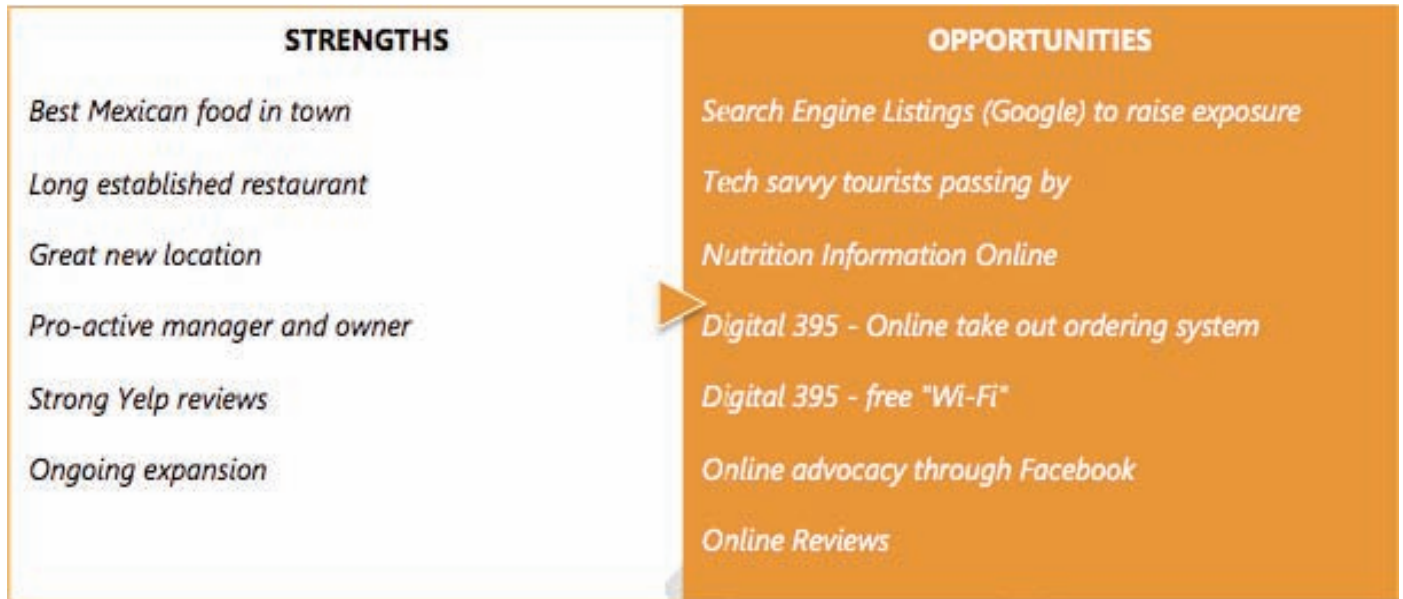 STRENGTHS
Best Mexican food in town
Long established restaurant
Great new location
Pro-active manager and owner
Strong Yelp reviews
Ongoing expansion
OPPORTUNITIES
Search Engine Listings (Google) to raise exposure
Tech savvy tourists passing by
Nutrition Information Online
Digital 395 - Online take out ordering system
Digital 395 - free "Wi-Fi"
Online advocacy through Facebook
Online Reviews